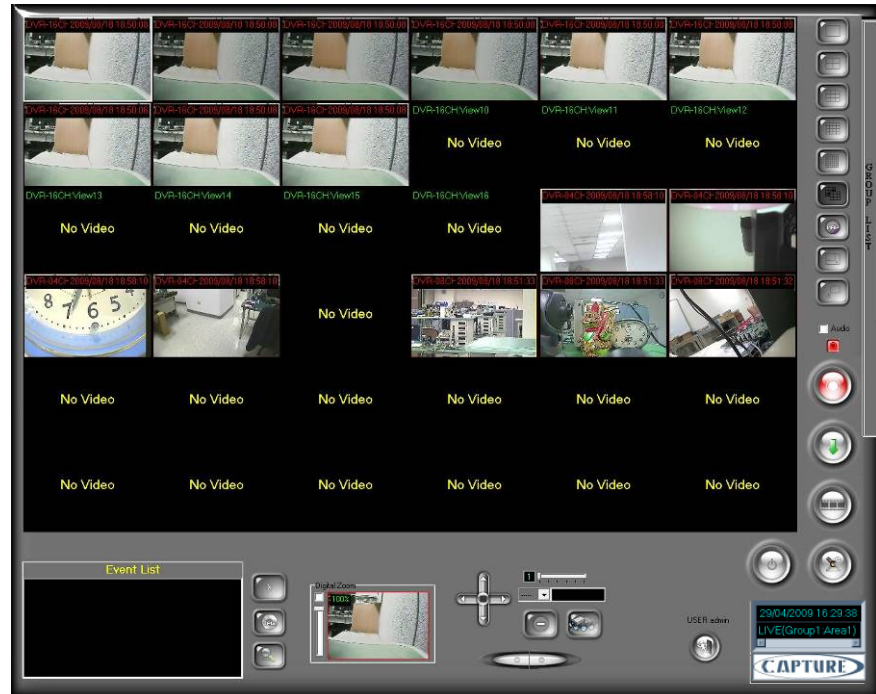 DVR-16CH-2009/08/18 18:50:08 DVR-16CH-2009/08/18 18:50:08 DVR-16CH-2009/08/18 18:50:08 DVR-16CH-2009/08/18 18:50:08 DVR-16CH-2009/08/18 18:50:08 DVR-16CH-2009/08/18 18:50:08
DVR-16CH-2009/08/18 18:50:08 DVR-16CH-2009/08/18 18:50:08 DVR-16CH-2009/08/18 18:50:08 DVR-16CH:View10 DVR-16CH:View11 DVR-16CH:View12
No Video No Video No Video
DVR-16CH:View13 DVR-16CH:View14 DVR-16CH:View15 DVR-16CH:View16 DVR-04CH-2009/08/18 18:58:10 DVR-04CH-2009/08/18 18:58:10
No Video No Video No Video No Video
DVR-04CH-2009/08/18 18:58:10 DVR-04CH-2009/08/18 18:58:10 DVR-08CH-2009/08/18 18:51:33 DVR-08CH-2009/08/18 18:51:33 DVR-08CH-2009/08/18 18:51:32
8 7 6 5
No Video
No Video No Video No Video No Video No Video No Video
No Video No Video No Video No Video No Video No Video
GROUP LIST
Audio
Event List
Digital Zoom
100%
1
----
USER: admin
29/04/2009 16:29:38
LIVE(Group1:Area1)
CAPTURE